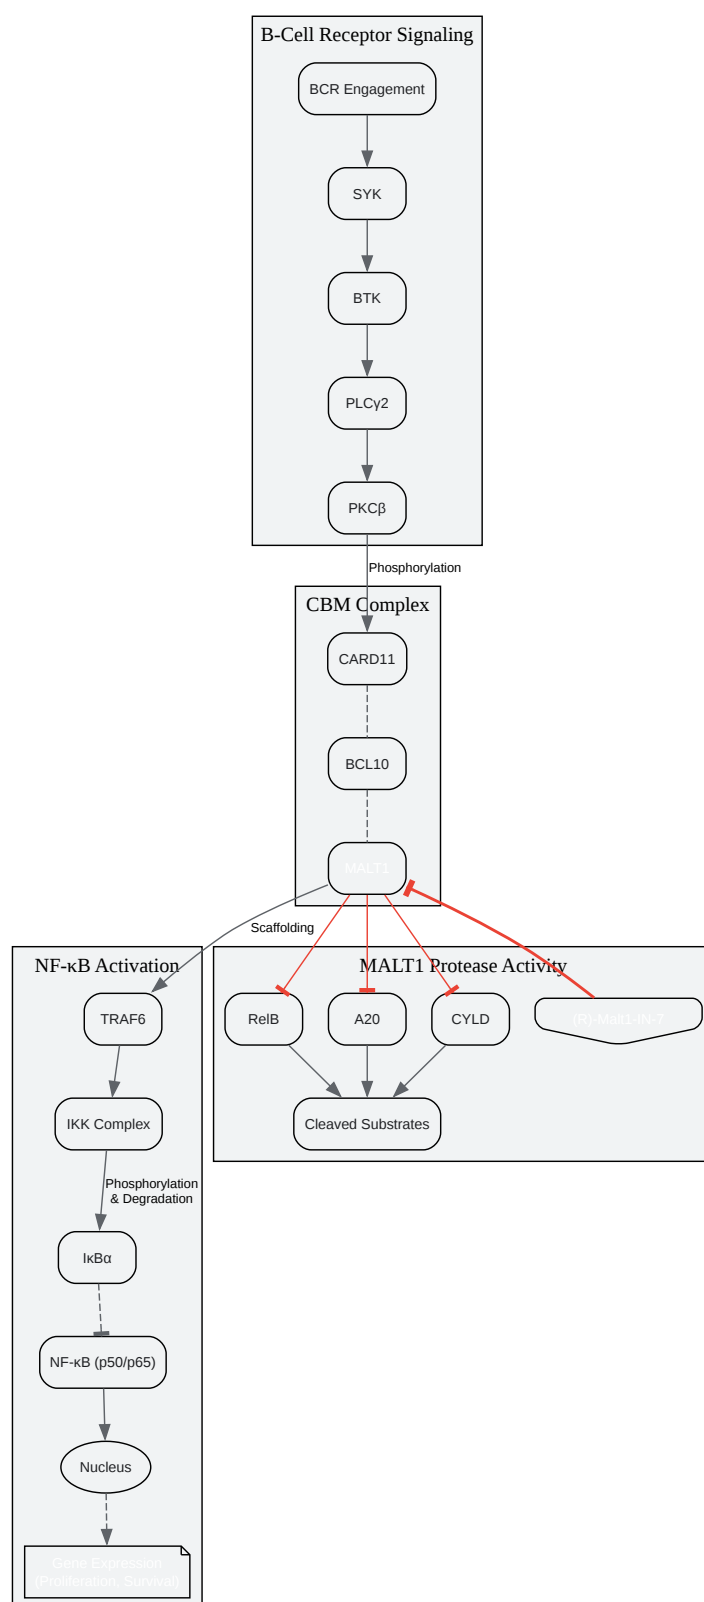 B-Cell Receptor Signaling
BCR Engagement
SYK
BTK
PLCγ2
PKCβ
Phosphorylation
CBM Complex
CARD11
BCL10
MALT1
Scaffolding
NF-κB Activation
TRAF6
IKK Complex
Phosphorylation
& Degradation
IκBα
NF-κB (p50/p65)
Nucleus
Gene Expression
(Proliferation, Survival)
MALT1 Protease Activity
RelB
A20
CYLD
(R)-Malt1-IN-7
Cleaved Substrates